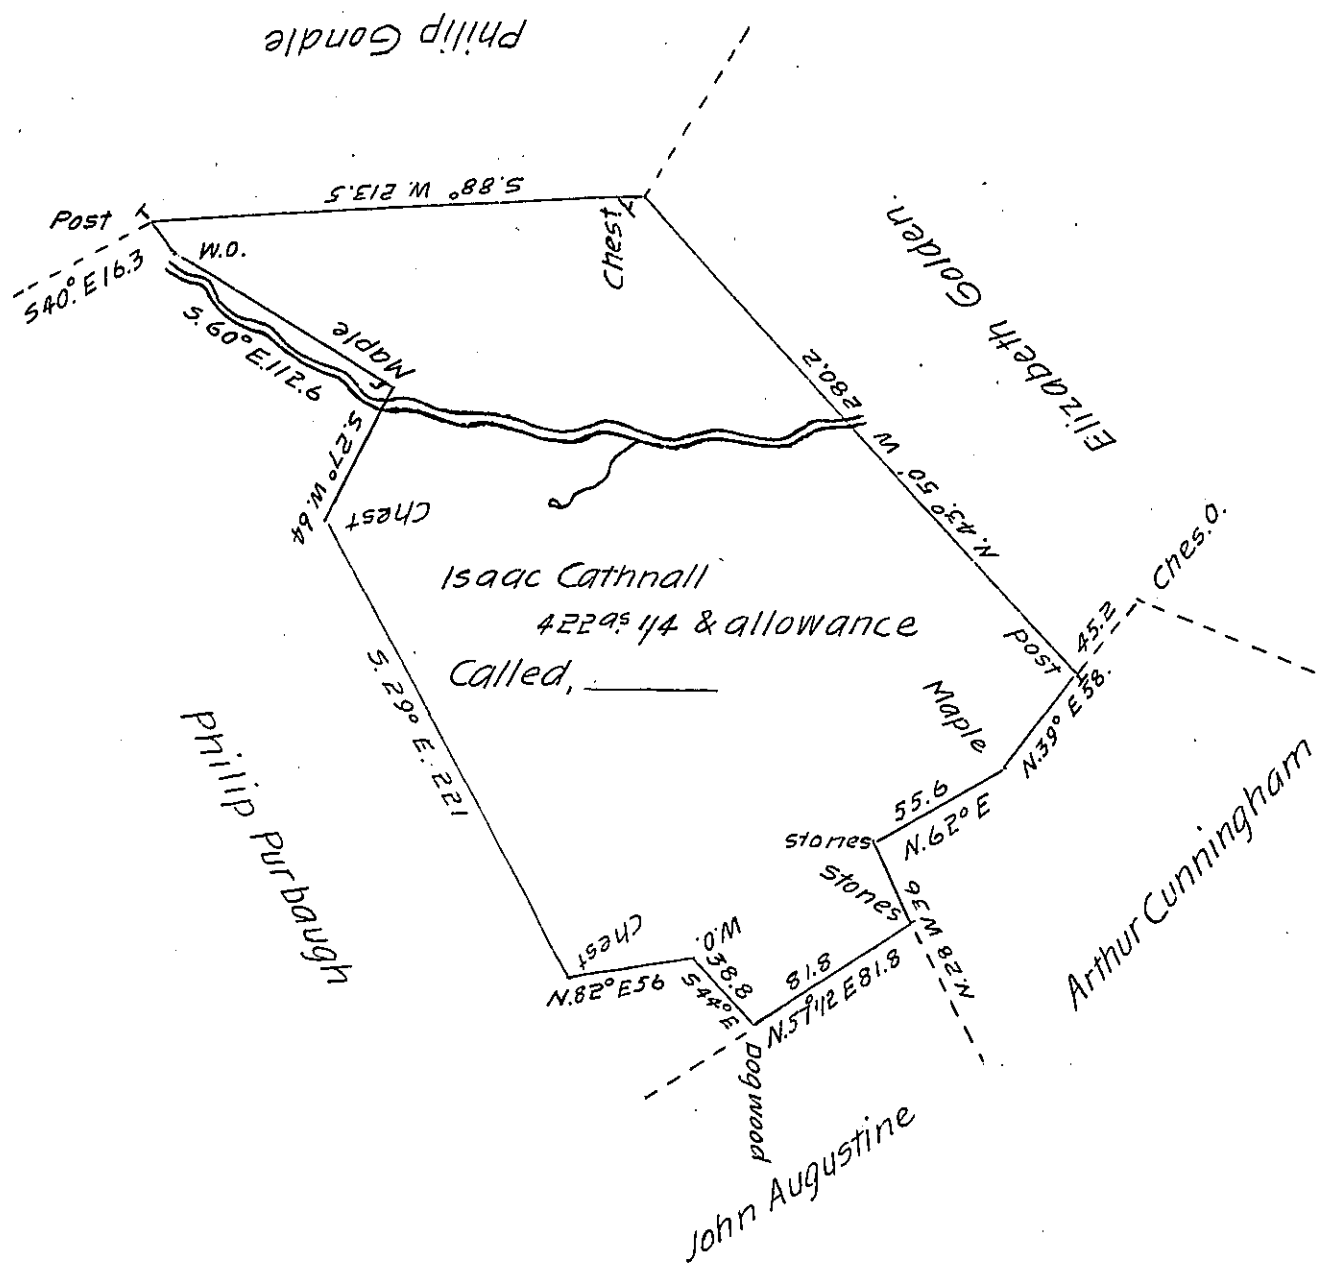 Philip Gondle
S.88° W. 213.5
Post
W.O.
Chest
S40° E16.3
S.60° E.112.9
Maple
Elizabeth Golden.
N.43° 50' W E80.2
S.27° W.64
Chest
Isaac Cathnall
422as 1/4 & allowance
Called,
Ches.O.
45.2
Post
N.39° E 58.
Maple
55.6
N.62° E
Stones
Stones
N.28 W 36
Arthur Cunningham
S. 29° E. 221
Philip Purbaugh
Chest
N.82° E56
W.O.
38.8
S44° E
81.8
N.57 1/2 E 81.8
Dogwood
John Augustine